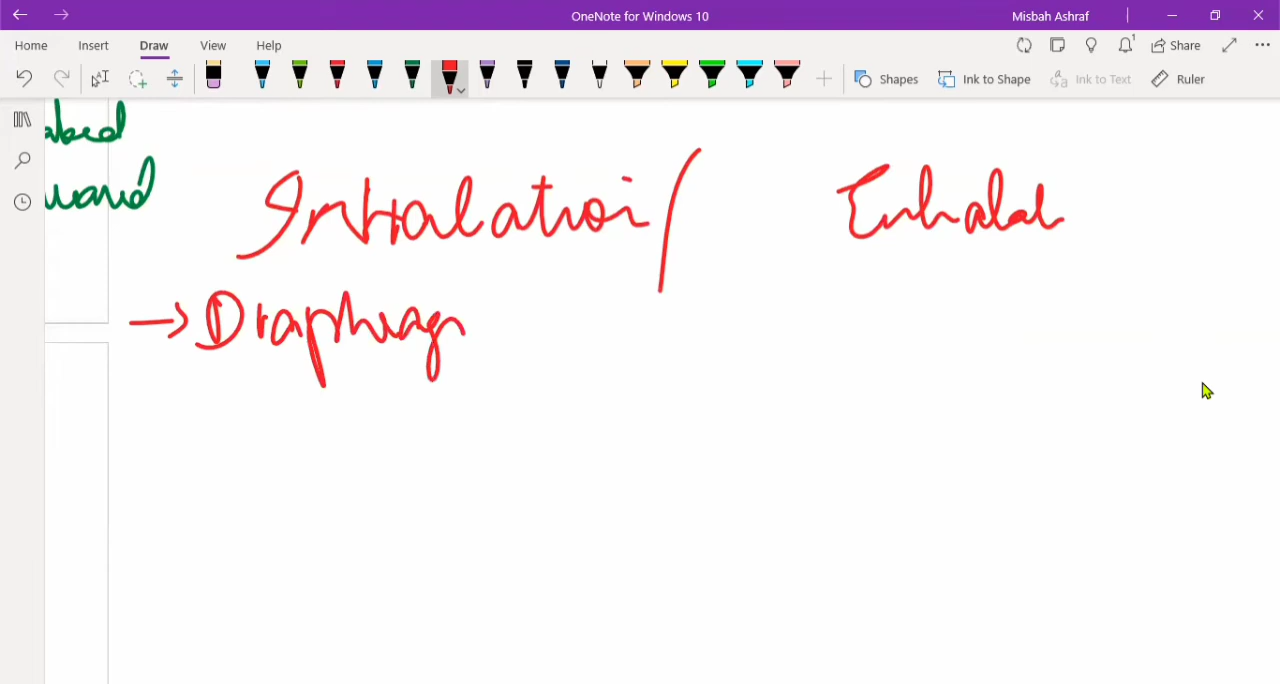 OneNote for Windows 10
Misbah Ashraf
Home Insert Draw View Help
Share
Shapes Ink to Shape Ink to Text Ruler
Inhalation/
→Diaphrag